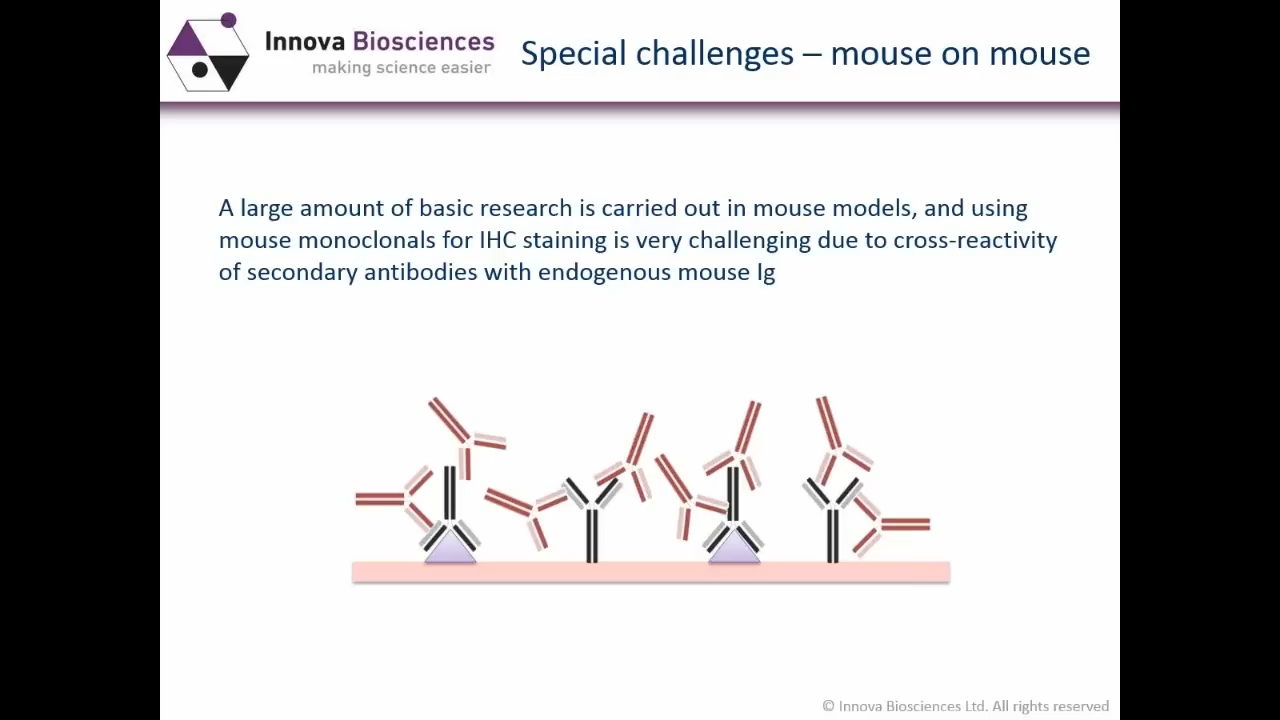 Innova Biosciences
making science easier
Special challenges – mouse on mouse
A large amount of basic research is carried out in mouse models, and using
mouse monoclonals for IHC staining is very challenging due to cross-reactivity
of secondary antibodies with endogenous mouse Ig
© Innova Biosciences Ltd. All rights reserved